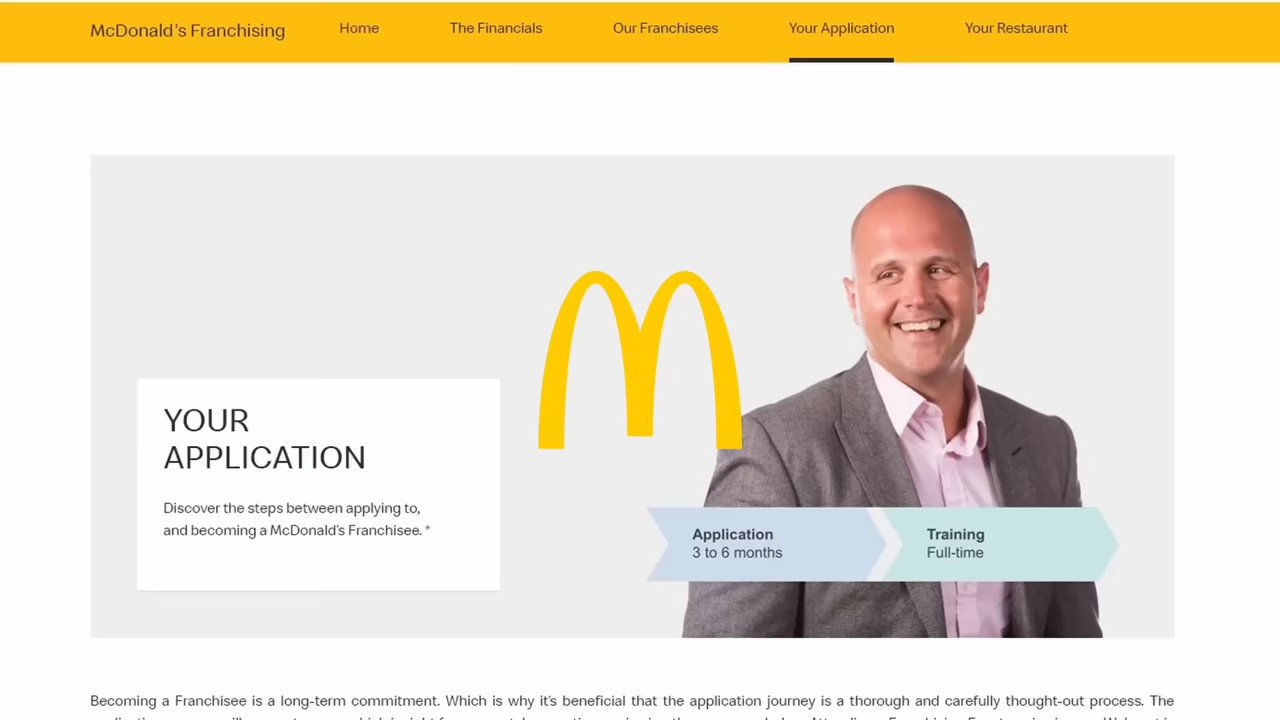 McDonald's Franchising
Home
The Financials
Our Franchisees
Your Application
Your Restaurant
YOUR
APPLICATION
Discover the steps between applying to,
and becoming a McDonald's Franchisee. *
Application
3 to 6 months
Training
Full-time
Becoming a Franchisee is a long-term commitment. Which is why it's beneficial that the application journey is a thorough and carefully thought-out process. The